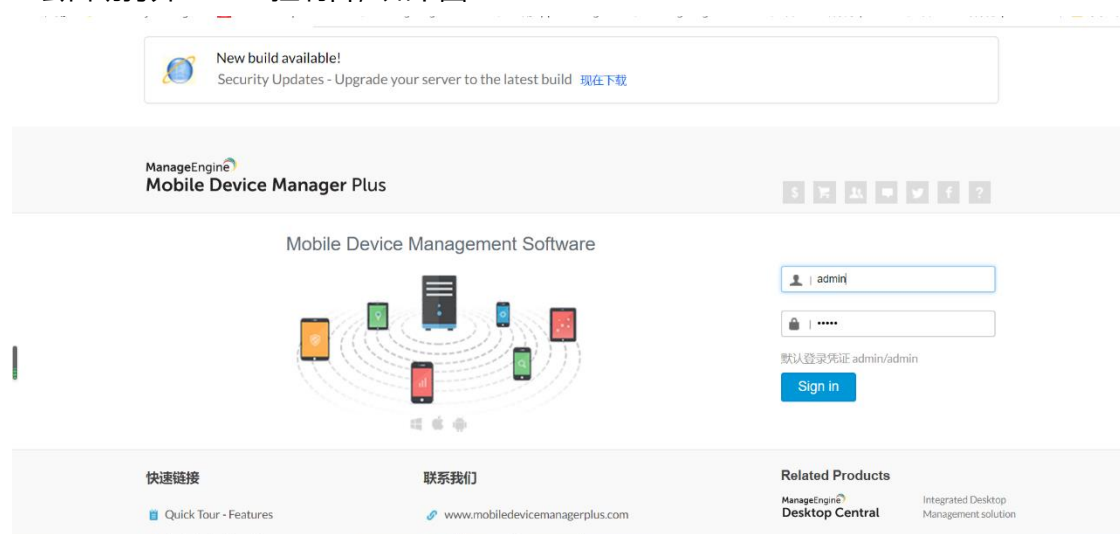 New build available!
Security Updates - Upgrade your server to the latest build 现在下载
ManageEngine
Mobile Device Manager Plus
Mobile Device Management Software
admin
•••••
默认登录凭证 admin/admin
Sign in
快速链接
联系我们
Related Products
Quick Tour - Features
www.mobiledevicemanagerplus.com
ManageEngine
Desktop Central
Integrated Desktop
Management solution